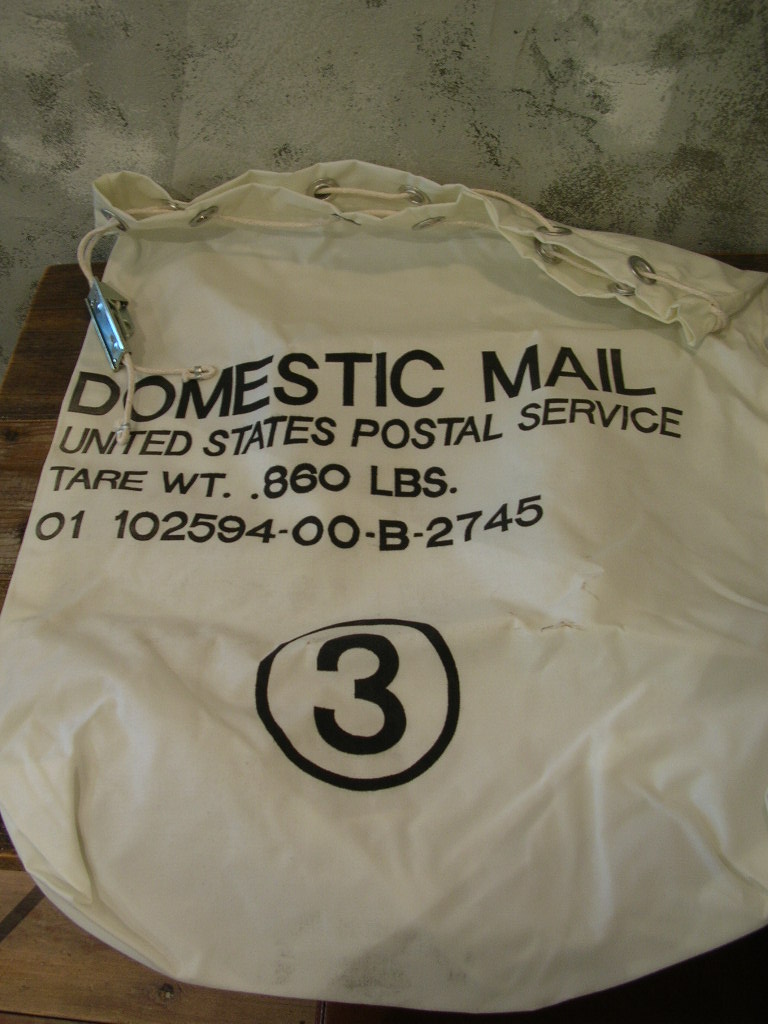 DOMESTIC MAIL
UNITED STATES POSTAL SERVICE
TARE WT. .860 LBS.
01 102594-00-B-2745
3